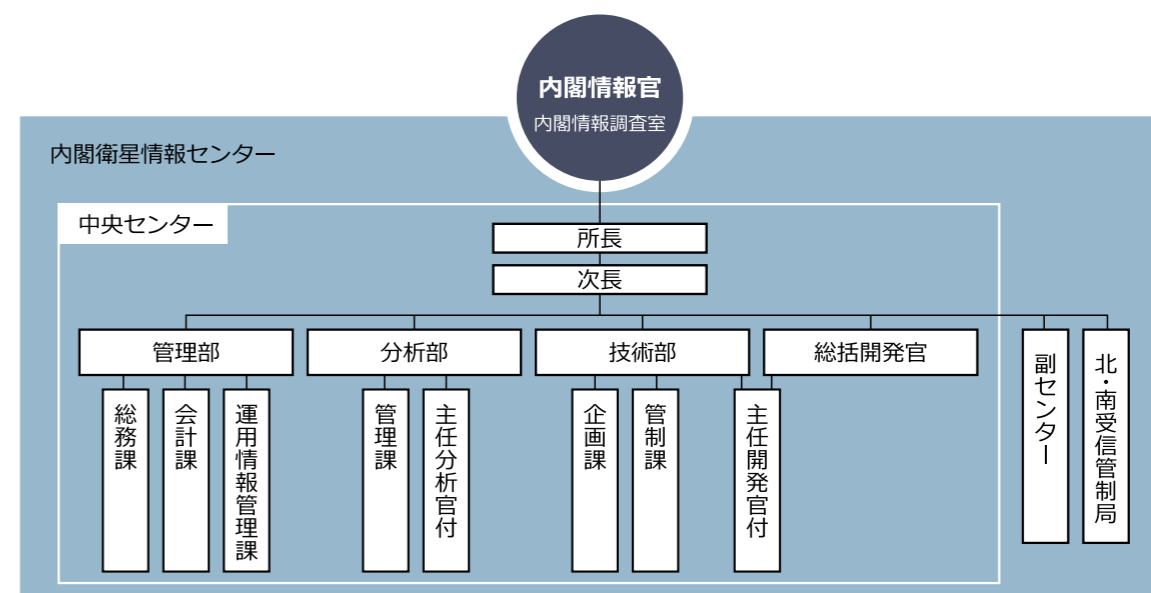 内閣情報官
内閣情報調査室
内閣衛星情報センター
中央センター
所長
次長
管理部
分析部
技術部
総括開発官
総務課
会計課
運用情報管理課
管理課
主任分析官付
企画課
管制課
主任開発官付
副センター
北・南受信管制局